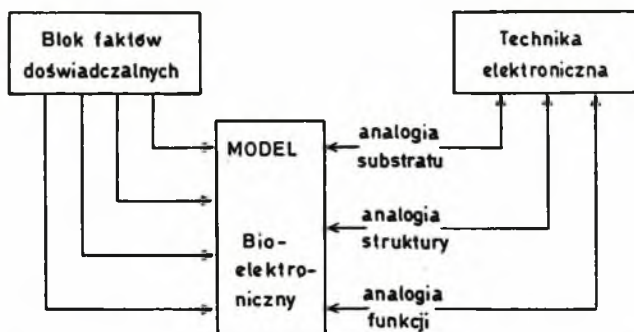 Blok faktów
doświadczalnych
Technika
elektroniczna
MODEL
Bio-
elektro-
niczny
analogia
substratu
analogia
struktury
analogia
funkcji